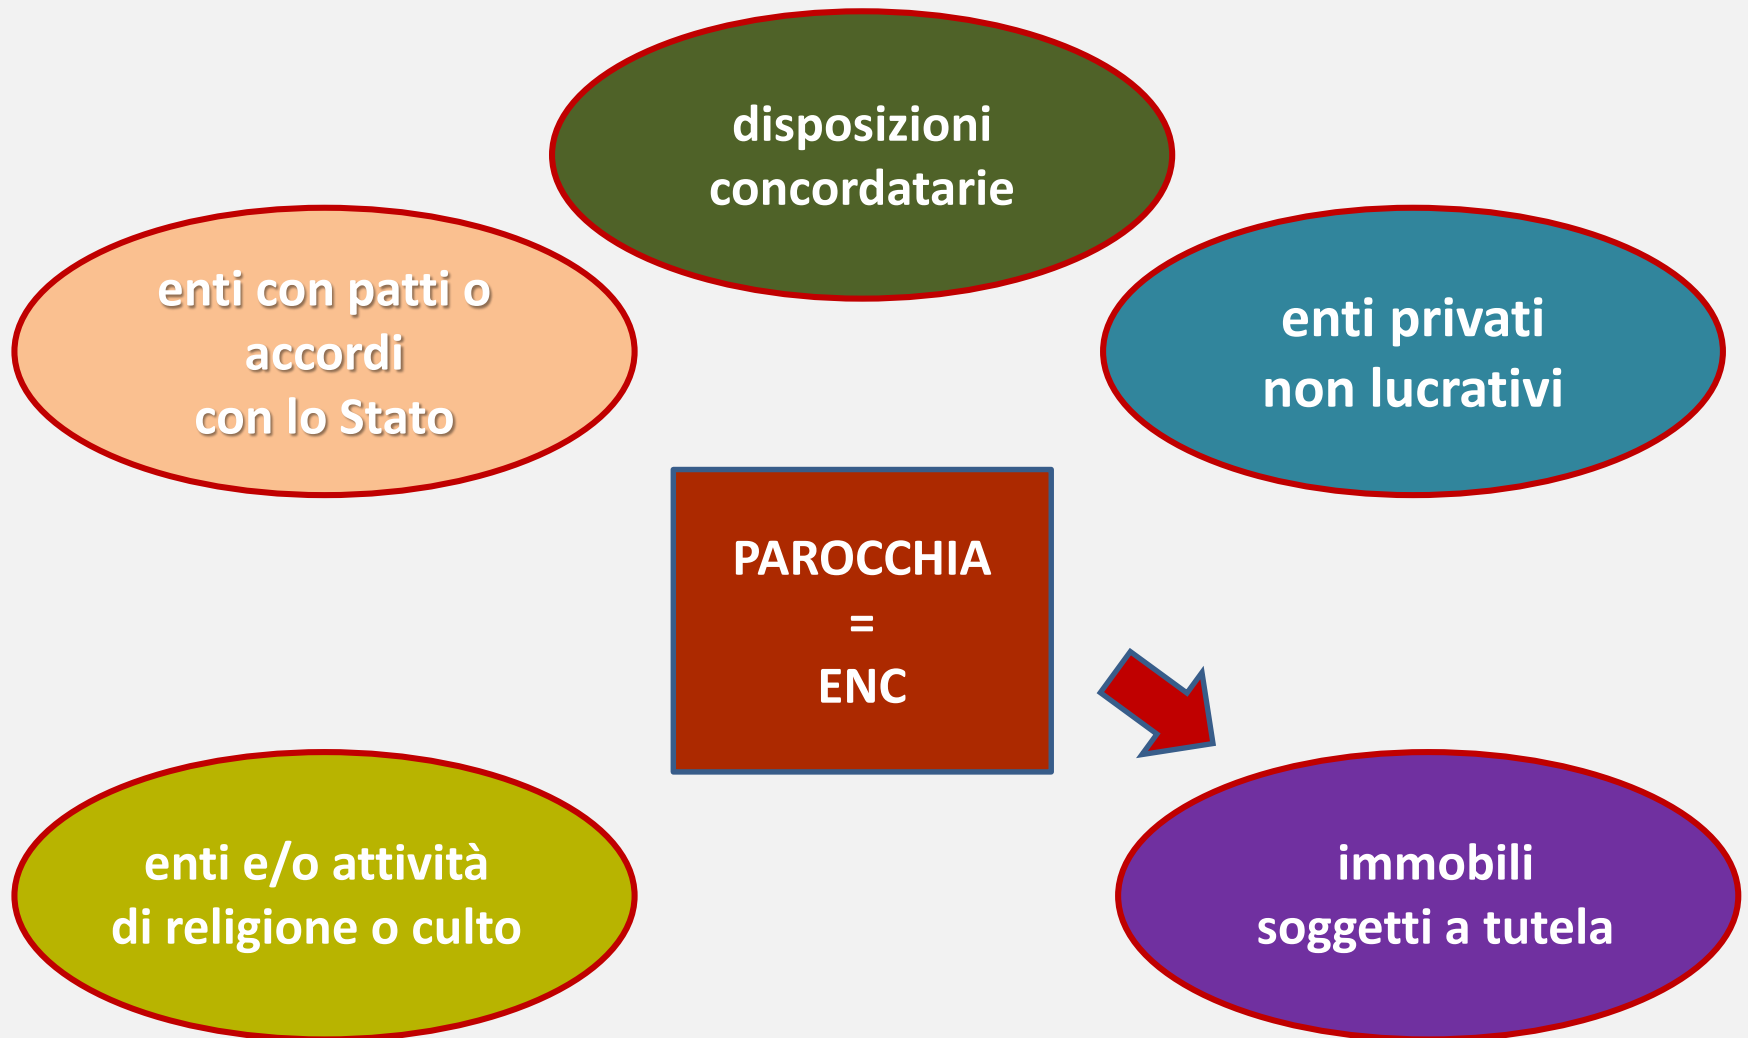 disposizioni
concordatarie
enti con patti o
accordi
con lo Stato
enti privati
non lucrativi
PAROCCHIA
=
ENC
enti e/o attività
di religione o culto
immobili
soggetti a tutela